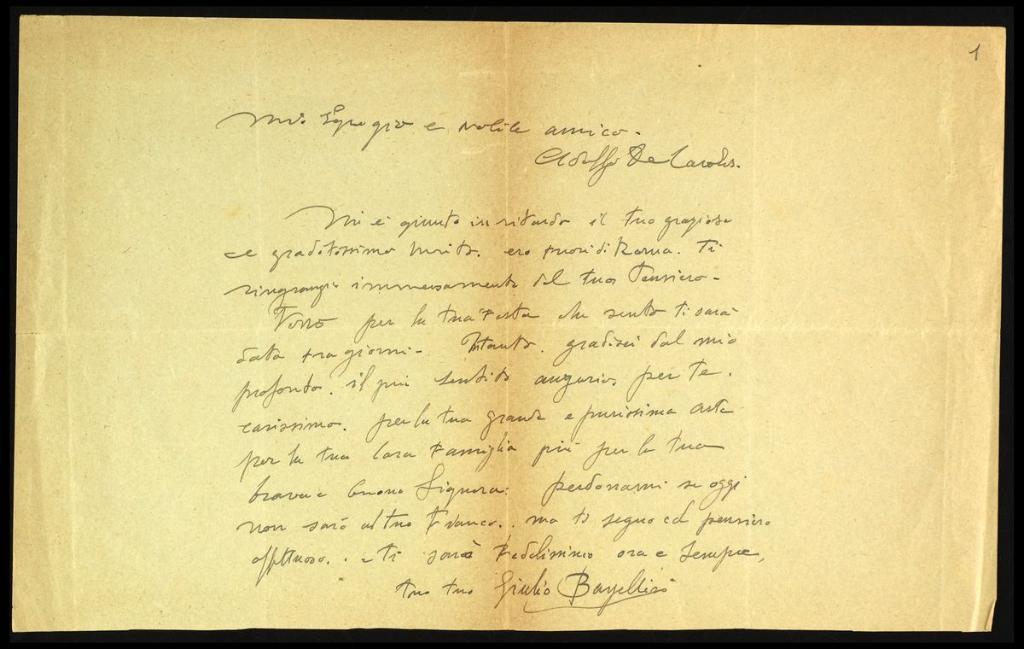 1
Mio Egregio e nobile amico.
Adolfo De Carolis.
Mi è giunto in ritardo il tuo grazioso
e graditissimo invito. ero fuori di Roma. Ti
ringrazio immensamente del tuo pensiero.
Verrò per la tua Festa che sento ti sarà
data tra giorni. Intanto. gradisci dal mio
profondo. il più sentito augurio, per te.
carissimo. per la tua grande e purissima arte
per la tua cara Famiglia più per la tua
brava e buona Signora: perdonami se oggi
non sarò al tuo Fianco.. ma ti seguo col pensiero
affettuoso.. e ti sarò Fedelissimo ora e sempre,
tuo tuo Giulio